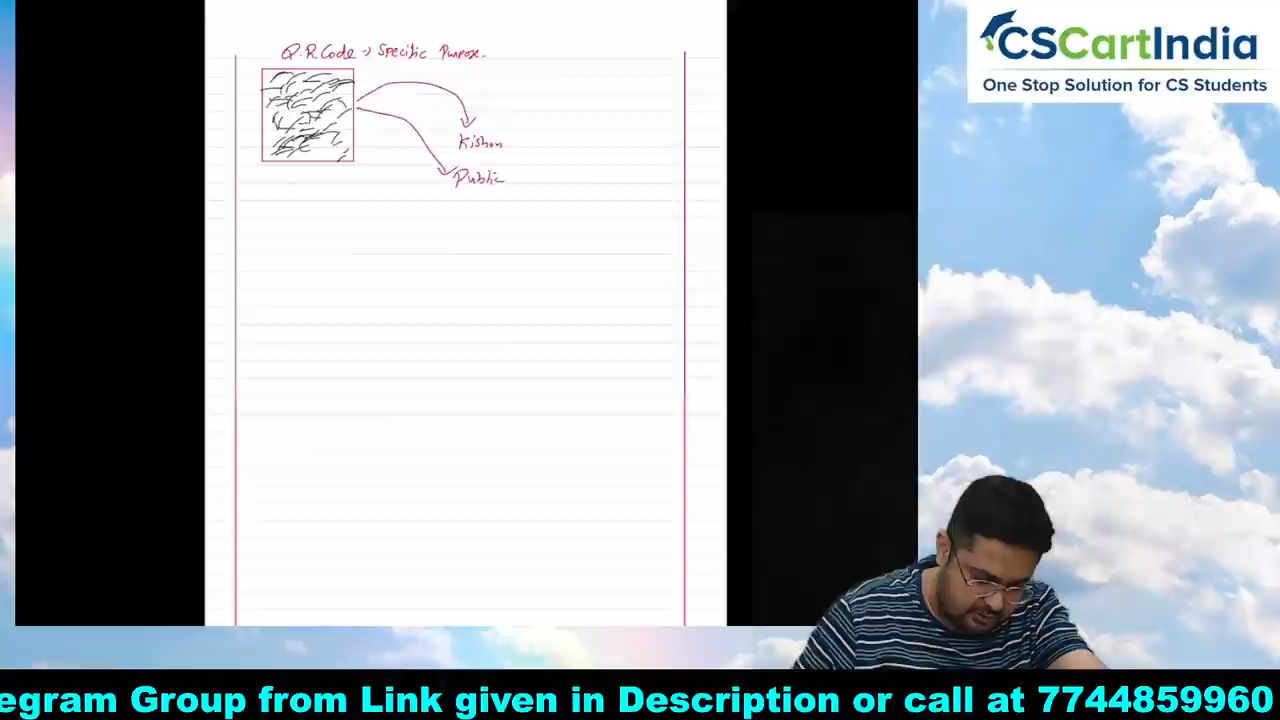 Q.R.Code → Specific Purpose.
Kishan
Public
CSCartIndia
One Stop Solution for CS Students
egram Group from Link given in Description or call at 7744859960